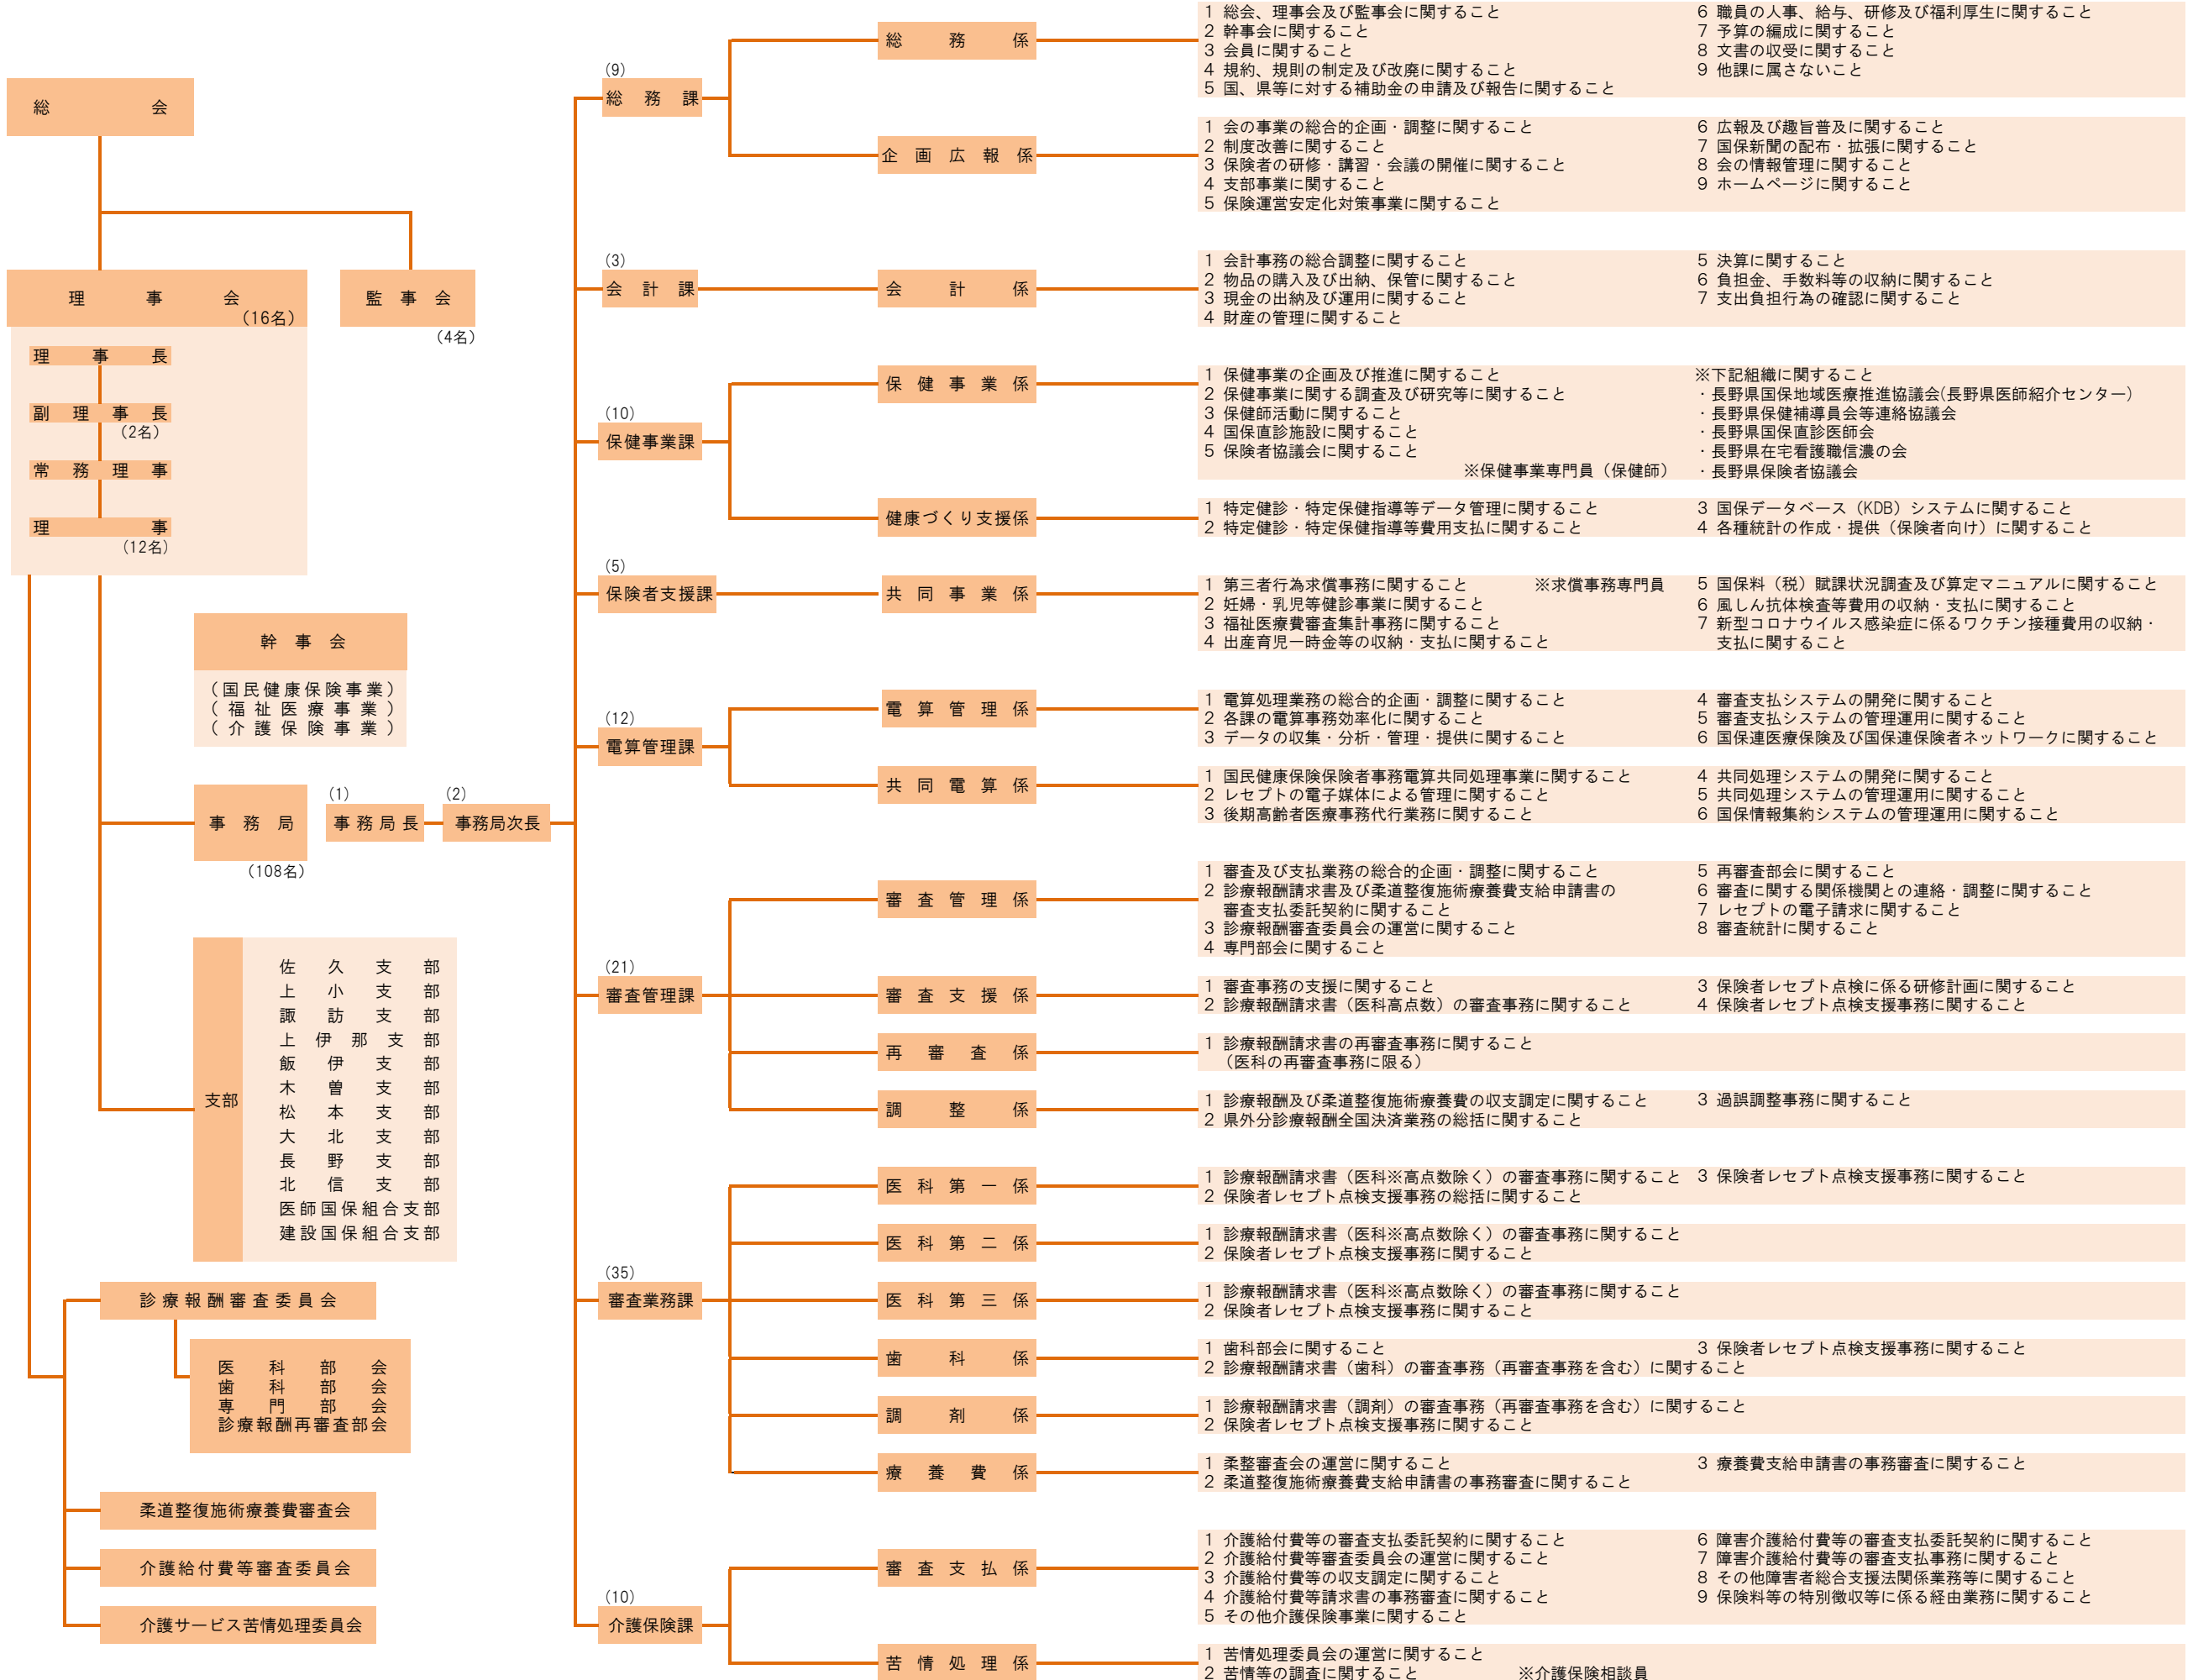 総会
理事会
(16名)
監事会
(4名)
理事長
副理事長
(2名)
常務理事
理事
(12名)
幹事会
(国民健康保険事業)
(福祉医療事業)
(介護保険事業)
事務局
(108名)
(1)
事務局長
(2)
事務局次長
支部
佐久支部
上小支部
諏訪支部
上伊那支部
飯伊支部
木曽支部
松本支部
大北支部
長野支部
北信支部
医師国保組合支部
建設国保組合支部
診療報酬審査委員会
医科部会
歯科部会
専門部会
診療報酬再審査部会
柔道整復施術療養費審査会
介護給付費等審査委員会
介護サービス苦情処理委員会
(9)
総務課
総務係
1 総会、理事会及び監事会に関すること
2 幹事会に関すること
3 会員に関すること
4 規約、規則の制定及び改廃に関すること
5 国、県等に対する補助金の申請及び報告に関すること
6 職員の人事、給与、研修及び福利厚生に関すること
7 予算の編成に関すること
8 文書の収受に関すること
9 他課に属さないこと
企画広報係
1 会の事業の総合的企画・調整に関すること
2 制度改善に関すること
3 保険者の研修・講習・会議の開催に関すること
4 支部事業に関すること
5 保険運営安定化対策事業に関すること
6 広報及び趣旨普及に関すること
7 国保新聞の配布・拡張に関すること
8 会の情報管理に関すること
9 ホームページに関すること
(3)
会計課
会計係
1 会計事務の総合調整に関すること
2 物品の購入及び出納、保管に関すること
3 現金の出納及び運用に関すること
4 財産の管理に関すること
5 決算に関すること
6 負担金、手数料等の収納に関すること
7 支出負担行為の確認に関すること
(10)
保健事業課
保健事業係
1 保健事業の企画及び推進に関すること
2 保健事業に関する調査及び研究等に関すること
3 保健師活動に関すること
4 国保直診施設に関すること
5 保険者協議会に関すること
※保健事業専門員（保健師）
※下記組織に関すること
・長野県国保地域医療推進協議会(長野県医師紹介センター)
・長野県保健補導員会等連絡協議会
・長野県国保直診医師会
・長野県在宅看護職信濃の会
・長野県保険者協議会
健康づくり支援係
1 特定健診・特定保健指導等データ管理に関すること
2 特定健診・特定保健指導等費用支払に関すること
3 国保データベース（KDB）システムに関すること
4 各種統計の作成・提供（保険者向け）に関すること
(5)
保険者支援課
共同事業係
1 第三者行為求償事務に関すること ※求償事務専門員
2 妊婦・乳児等健診事業に関すること
3 福祉医療費審査集計事務に関すること
4 出産育児一時金等の収納・支払に関すること
5 国保料（税）賦課状況調査及び算定マニュアルに関すること
6 風しん抗体検査等費用の収納・支払に関すること
7 新型コロナウイルス感染症に係るワクチン接種費用の収納・
支払に関すること
(12)
電算管理課
電算管理係
1 電算処理業務の総合的企画・調整に関すること
2 各課の電算事務効率化に関すること
3 データの収集・分析・管理・提供に関すること
4 審査支払システムの開発に関すること
5 審査支払システムの管理運用に関すること
6 国保連医療保険及び国保連保険者ネットワークに関すること
共同電算係
1 国民健康保険保険者事務電算共同処理事業に関すること
2 レセプトの電子媒体による管理に関すること
3 後期高齢者医療事務代行業務に関すること
4 共同処理システムの開発に関すること
5 共同処理システムの管理運用に関すること
6 国保情報集約システムの管理運用に関すること
(21)
審査管理課
審査管理係
1 審査及び支払業務の総合的企画・調整に関すること
2 診療報酬請求書及び柔道整復施術療養費支給申請書の
審査支払委託契約に関すること
3 診療報酬審査委員会の運営に関すること
4 専門部会に関すること
5 再審査部会に関すること
6 審査に関する関係機関との連絡・調整に関すること
7 レセプトの電子請求に関すること
8 審査統計に関すること
審査支援係
1 審査事務の支援に関すること
2 診療報酬請求書（医科高点数）の審査事務に関すること
3 保険者レセプト点検に係る研修計画に関すること
4 保険者レセプト点検支援事務に関すること
再審査係
1 診療報酬請求書の再審査事務に関すること
（医科の再審査事務に限る）
調整係
1 診療報酬及び柔道整復施術療養費の収支調定に関すること
2 県外分診療報酬全国決済業務の総括に関すること
3 過誤調整事務に関すること
(35)
審査業務課
医科第一係
1 診療報酬請求書（医科※高点数除く）の審査事務に関すること
2 保険者レセプト点検支援事務の総括に関すること
3 保険者レセプト点検支援事務に関すること
医科第二係
1 診療報酬請求書（医科※高点数除く）の審査事務に関すること
2 保険者レセプト点検支援事務に関すること
医科第三係
1 診療報酬請求書（医科※高点数除く）の審査事務に関すること
2 保険者レセプト点検支援事務に関すること
歯科係
1 歯科部会に関すること
2 診療報酬請求書（歯科）の審査事務（再審査事務を含む）に関すること
3 保険者レセプト点検支援事務に関すること
調剤係
1 診療報酬請求書（調剤）の審査事務（再審査事務を含む）に関すること
2 保険者レセプト点検支援事務に関すること
療養費係
1 柔整審査会の運営に関すること
2 柔道整復施術療養費支給申請書の事務審査に関すること
3 療養費支給申請書の事務審査に関すること
(10)
介護保険課
審査支払係
1 介護給付費等の審査支払委託契約に関すること
2 介護給付費等審査委員会の運営に関すること
3 介護給付費等の収支調定に関すること
4 介護給付費等請求書の事務審査に関すること
5 その他介護保険事業に関すること
6 障害介護給付費等の審査支払委託契約に関すること
7 障害介護給付費等の審査支払事務に関すること
8 その他障害者総合支援法関係業務等に関すること
9 保険料等の特別徴収等に係る経由業務に関すること
苦情処理係
1 苦情処理委員会の運営に関すること
2 苦情等の調査に関すること ※介護保険相談員